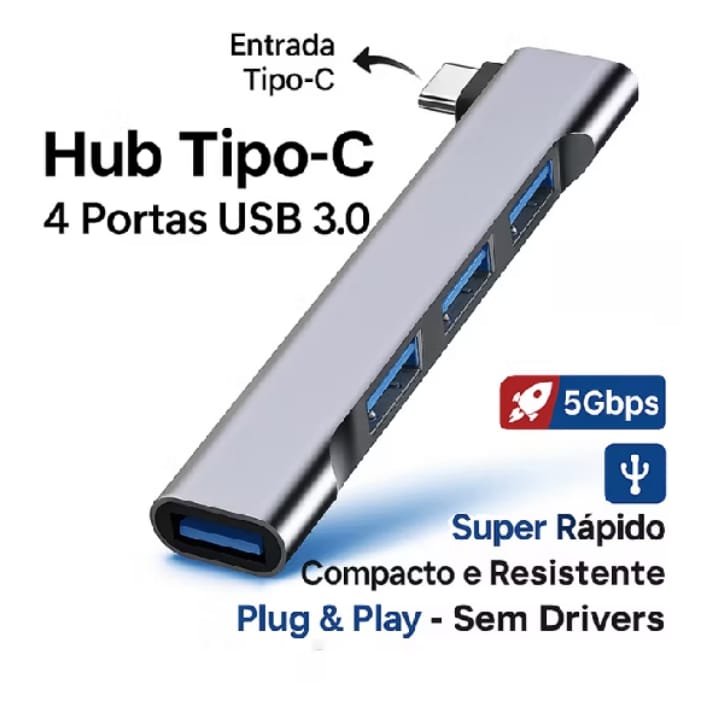 Entrada
Tipo-C
Hub Tipo-C
4 Portas USB 3.0
5Gbps
Super Rápido
Compacto e Resistente
Plug & Play - Sem Drivers